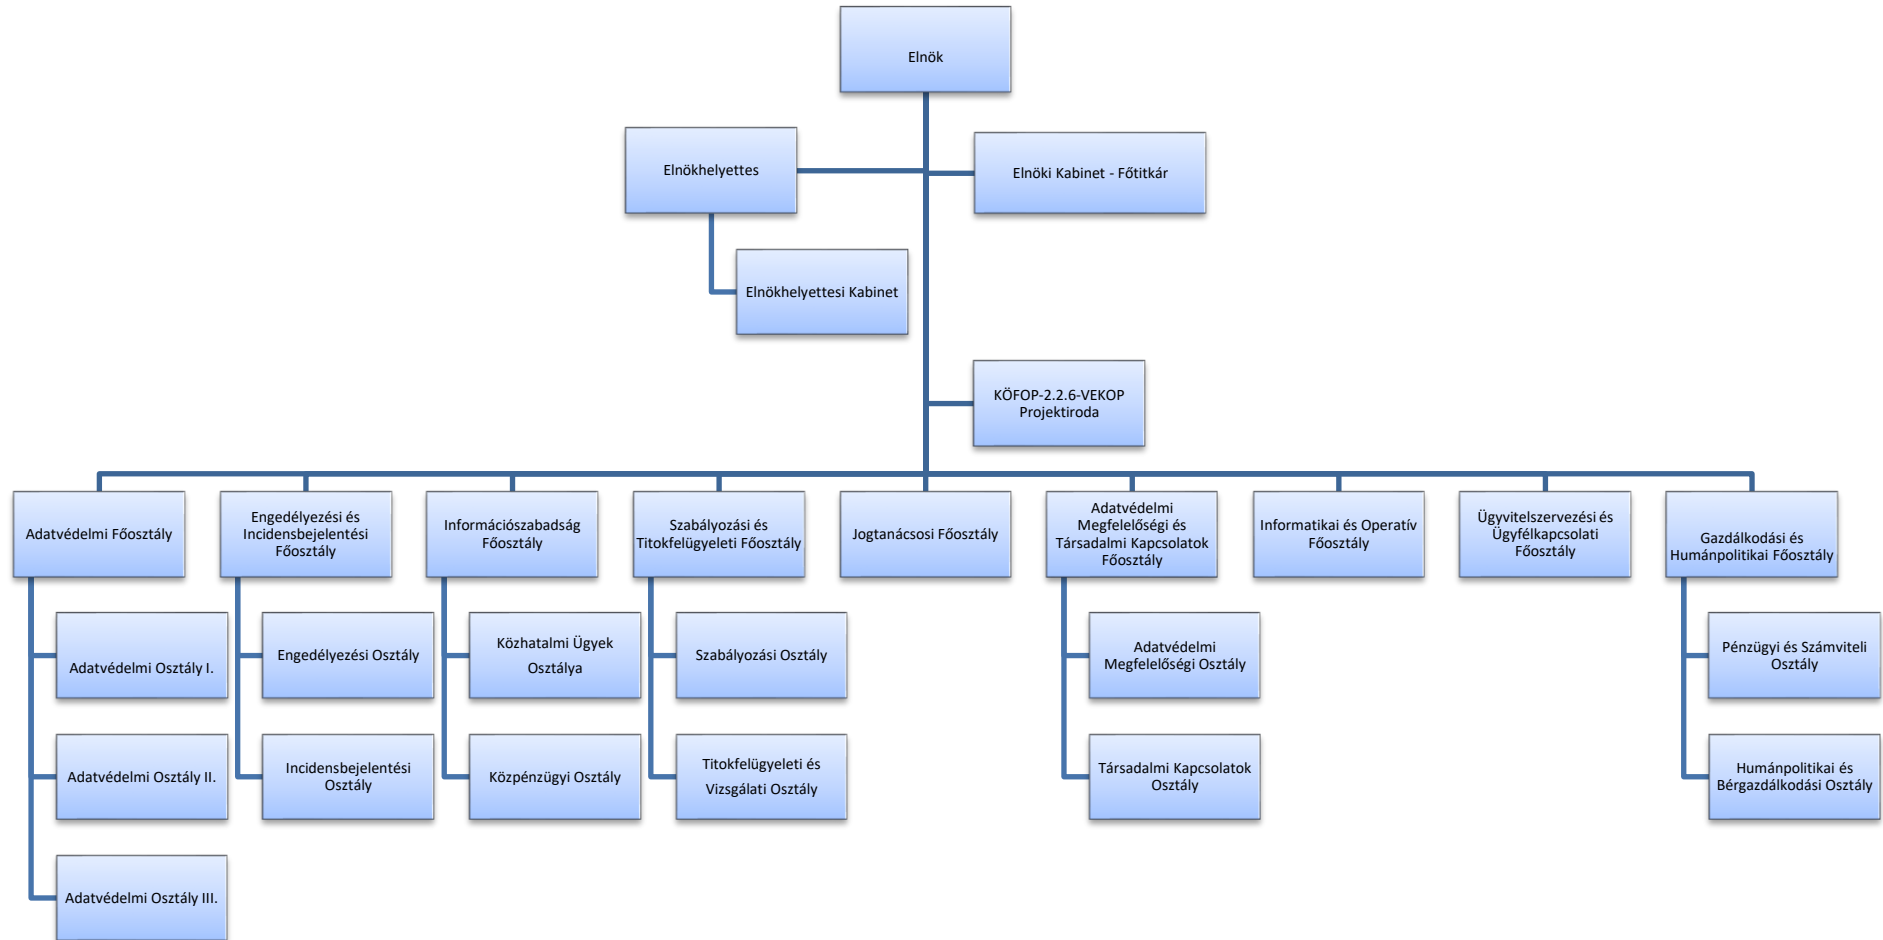 Elnök
Elnökhelyettes
Elnöki Kabinet - Főtitkár
Elnökhelyettesi Kabinet
KÖFOP-2.2.6-VEKOP
Projektiroda
Adatvédelmi Főosztály
Engedélyezési és
Incidensbejelentési
Főosztály
Információszabadság
Főosztály
Szabályozási és
Titokfelügyeleti Főosztály
Jogtanácsosi Főosztály
Adatvédelmi
Megfelelőségi és
Társadalmi Kapcsolatok
Főosztály
Informatikai és Operatív
Főosztály
Ügyvitelszervezési és
Ügyfélkapcsolati
Főosztály
Gazdálkodási és
Humánpolitikai Főosztály
Adatvédelmi Osztály I.
Engedélyezési Osztály
Közhatalmi Ügyek
Osztálya
Szabályozási Osztály
Adatvédelmi
Megfelelőségi Osztály
Pénzügyi és Számviteli
Osztály
Adatvédelmi Osztály II.
Incidensbejelentési
Osztály
Közpénzügyi Osztály
Titokfelügyeleti és
Vizsgálati Osztály
Társadalmi Kapcsolatok
Osztály
Humánpolitikai és
Bérgazdálkodási Osztály
Adatvédelmi Osztály III.